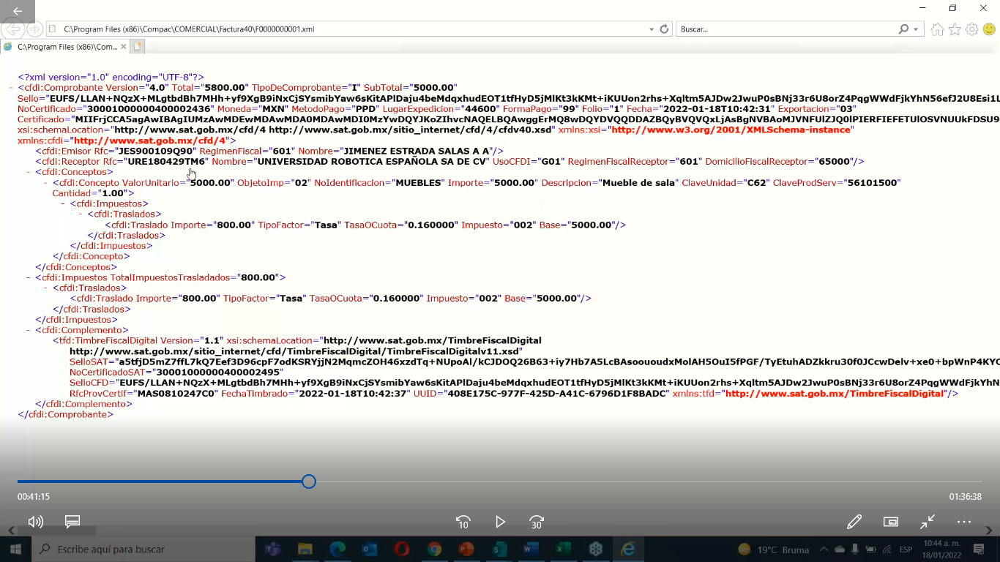 C:\Program Files (x86)\Compac\COMERCIAL\Factura40\F0000000001.xml
Buscar...
C:\Program Files (x86)\Com...
<?xml version="1.0" encoding="UTF-8"?>
- <cfdi:Comprobante Version="4.0" Total="5800.00" TipoDeComprobante="I" SubTotal="5000.00"
Sello="EUFS/LLAN+NQzX+MLgtbdBh7MHh+yf9XgB9iNxCjSYsmibYaw6sKitAPlDaju4beMdqxhudEOT1tfHyD5jMlKt3kKMt+iKUUon2rhs+Xqltm5AJDw2JwuP0sBNj33r6U8orZ4PqgWWdFjkYhN56efJ2U8Esi1L
NoCertificado="30001000000400002436" Moneda="MXN" MetodoPago="PPD" LugarExpedicion="44600" FormaPago="99" Folio="1" Fecha="2022-01-18T10:42:31" Exportacion="03"
Certificado="MIIFrjCCA5agAwIBAgIUMzAwMDEwMDAwMDA0MDAwMDI0MzYwDQYJKoZIhvcNAQELBQAwggErMQ8wDQYDVQQDDAZBQyBVQVQxLjAsBgNVBAoMJVNFUlZJQ0lPIERFIEFETUlOSVNUUkFDSU9
xsi:schemaLocation="http://www.sat.gob.mx/cfd/4 http://www.sat.gob.mx/sitio_internet/cfd/4/cfdv40.xsd" xmlns:xsi="http://www.w3.org/2001/XMLSchema-instance"
xmlns:cfdi="http://www.sat.gob.mx/cfd/4">
<cfdi:Emisor Rfc="JES900109Q90" RegimenFiscal="601" Nombre="JIMENEZ ESTRADA SALAS A A"/>
<cfdi:Receptor Rfc="URE180429TM6" Nombre="UNIVERSIDAD ROBOTICA ESPAÑOLA SA DE CV" UsoCFDI="G01" RegimenFiscalReceptor="601" DomicilioFiscalReceptor="65000"/>
- <cfdi:Conceptos>
- <cfdi:Concepto ValorUnitario="5000.00" ObjetoImp="02" NoIdentificacion="MUEBLES" Importe="5000.00" Descripcion="Mueble de sala" ClaveUnidad="C62" ClaveProdServ="56101500"
Cantidad="1.00">
- <cfdi:Impuestos>
- <cfdi:Traslados>
<cfdi:Traslado Importe="800.00" TipoFactor="Tasa" TasaOCuota="0.160000" Impuesto="002" Base="5000.00"/>
</cfdi:Traslados>
</cfdi:Impuestos>
</cfdi:Concepto>
</cfdi:Conceptos>
- <cfdi:Impuestos TotalImpuestosTrasladados="800.00">
- <cfdi:Traslados>
<cfdi:Traslado Importe="800.00" TipoFactor="Tasa" TasaOCuota="0.160000" Impuesto="002" Base="5000.00"/>
</cfdi:Traslados>
</cfdi:Impuestos>
- <cfdi:Complemento>
<tfd:TimbreFiscalDigital Version="1.1" xsi:schemaLocation="http://www.sat.gob.mx/TimbreFiscalDigital
http://www.sat.gob.mx/sitio_internet/cfd/TimbreFiscalDigital/TimbreFiscalDigitalv11.xsd"
SelloSAT="a5tfjD5mZ7ffL7kQ7Eef3D96cpF7odKSRYjjN2MqmcZOH46xzdTq+NUpoAl/kCJDOQ26B63+iy7Hb7A5LcBAsoououdxMolAH5OuI5fPGF/TyEtuhADZkkru30f0JCcwDelv+xe0+bpWnP4KYC
NoCertificadoSAT="30001000000400002495"
SelloCFD="EUFS/LLAN+NQzX+MLgtbdBh7MHh+yf9XgB9iNxCjSYsmibYaw6sKitAPlDaju4beMdqxhudEOT1tfHyD5jMlKt3kKMt+iKUUon2rhs+Xqltm5AJDw2JwuP0sBNj33r6U8orZ4PqgWWdFjkYhN
RfcProvCertif="MAS0810247C0" FechaTimbrado="2022-01-18T10:42:37" UUID="408E175C-977F-425D-A41C-6796D1F8BADC" xmlns:tfd="http://www.sat.gob.mx/TimbreFiscalDigital"/>
</cfdi:Complemento>
</cfdi:Comprobante>
00:41:15
01:36:38
10
30
Escribe aquí para buscar
19°C Bruma
ESP
10:44 a. m.
18/01/2022